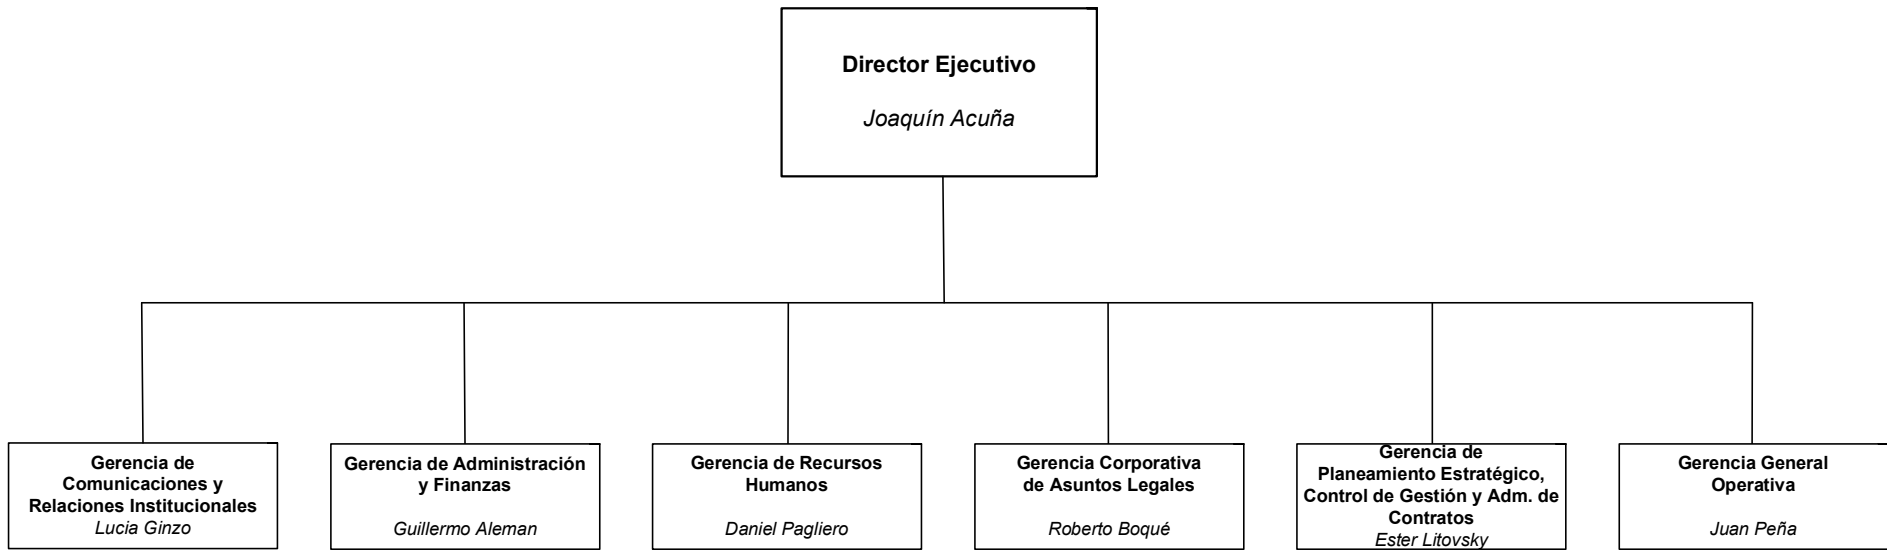 Director Ejecutivo
Joaquín Acuña
Gerencia de
Comunicaciones y
Relaciones Institucionales
Lucia Ginzo
Gerencia de Administración
y Finanzas
Guillermo Aleman
Gerencia de Recursos
Humanos
Daniel Pagliero
Gerencia Corporativa
de Asuntos Legales
Roberto Boqué
Gerencia de
Planeamiento Estratégico,
Control de Gestión y Adm. de
Contratos
Ester Litovsky
Gerencia General
Operativa
Juan Peña